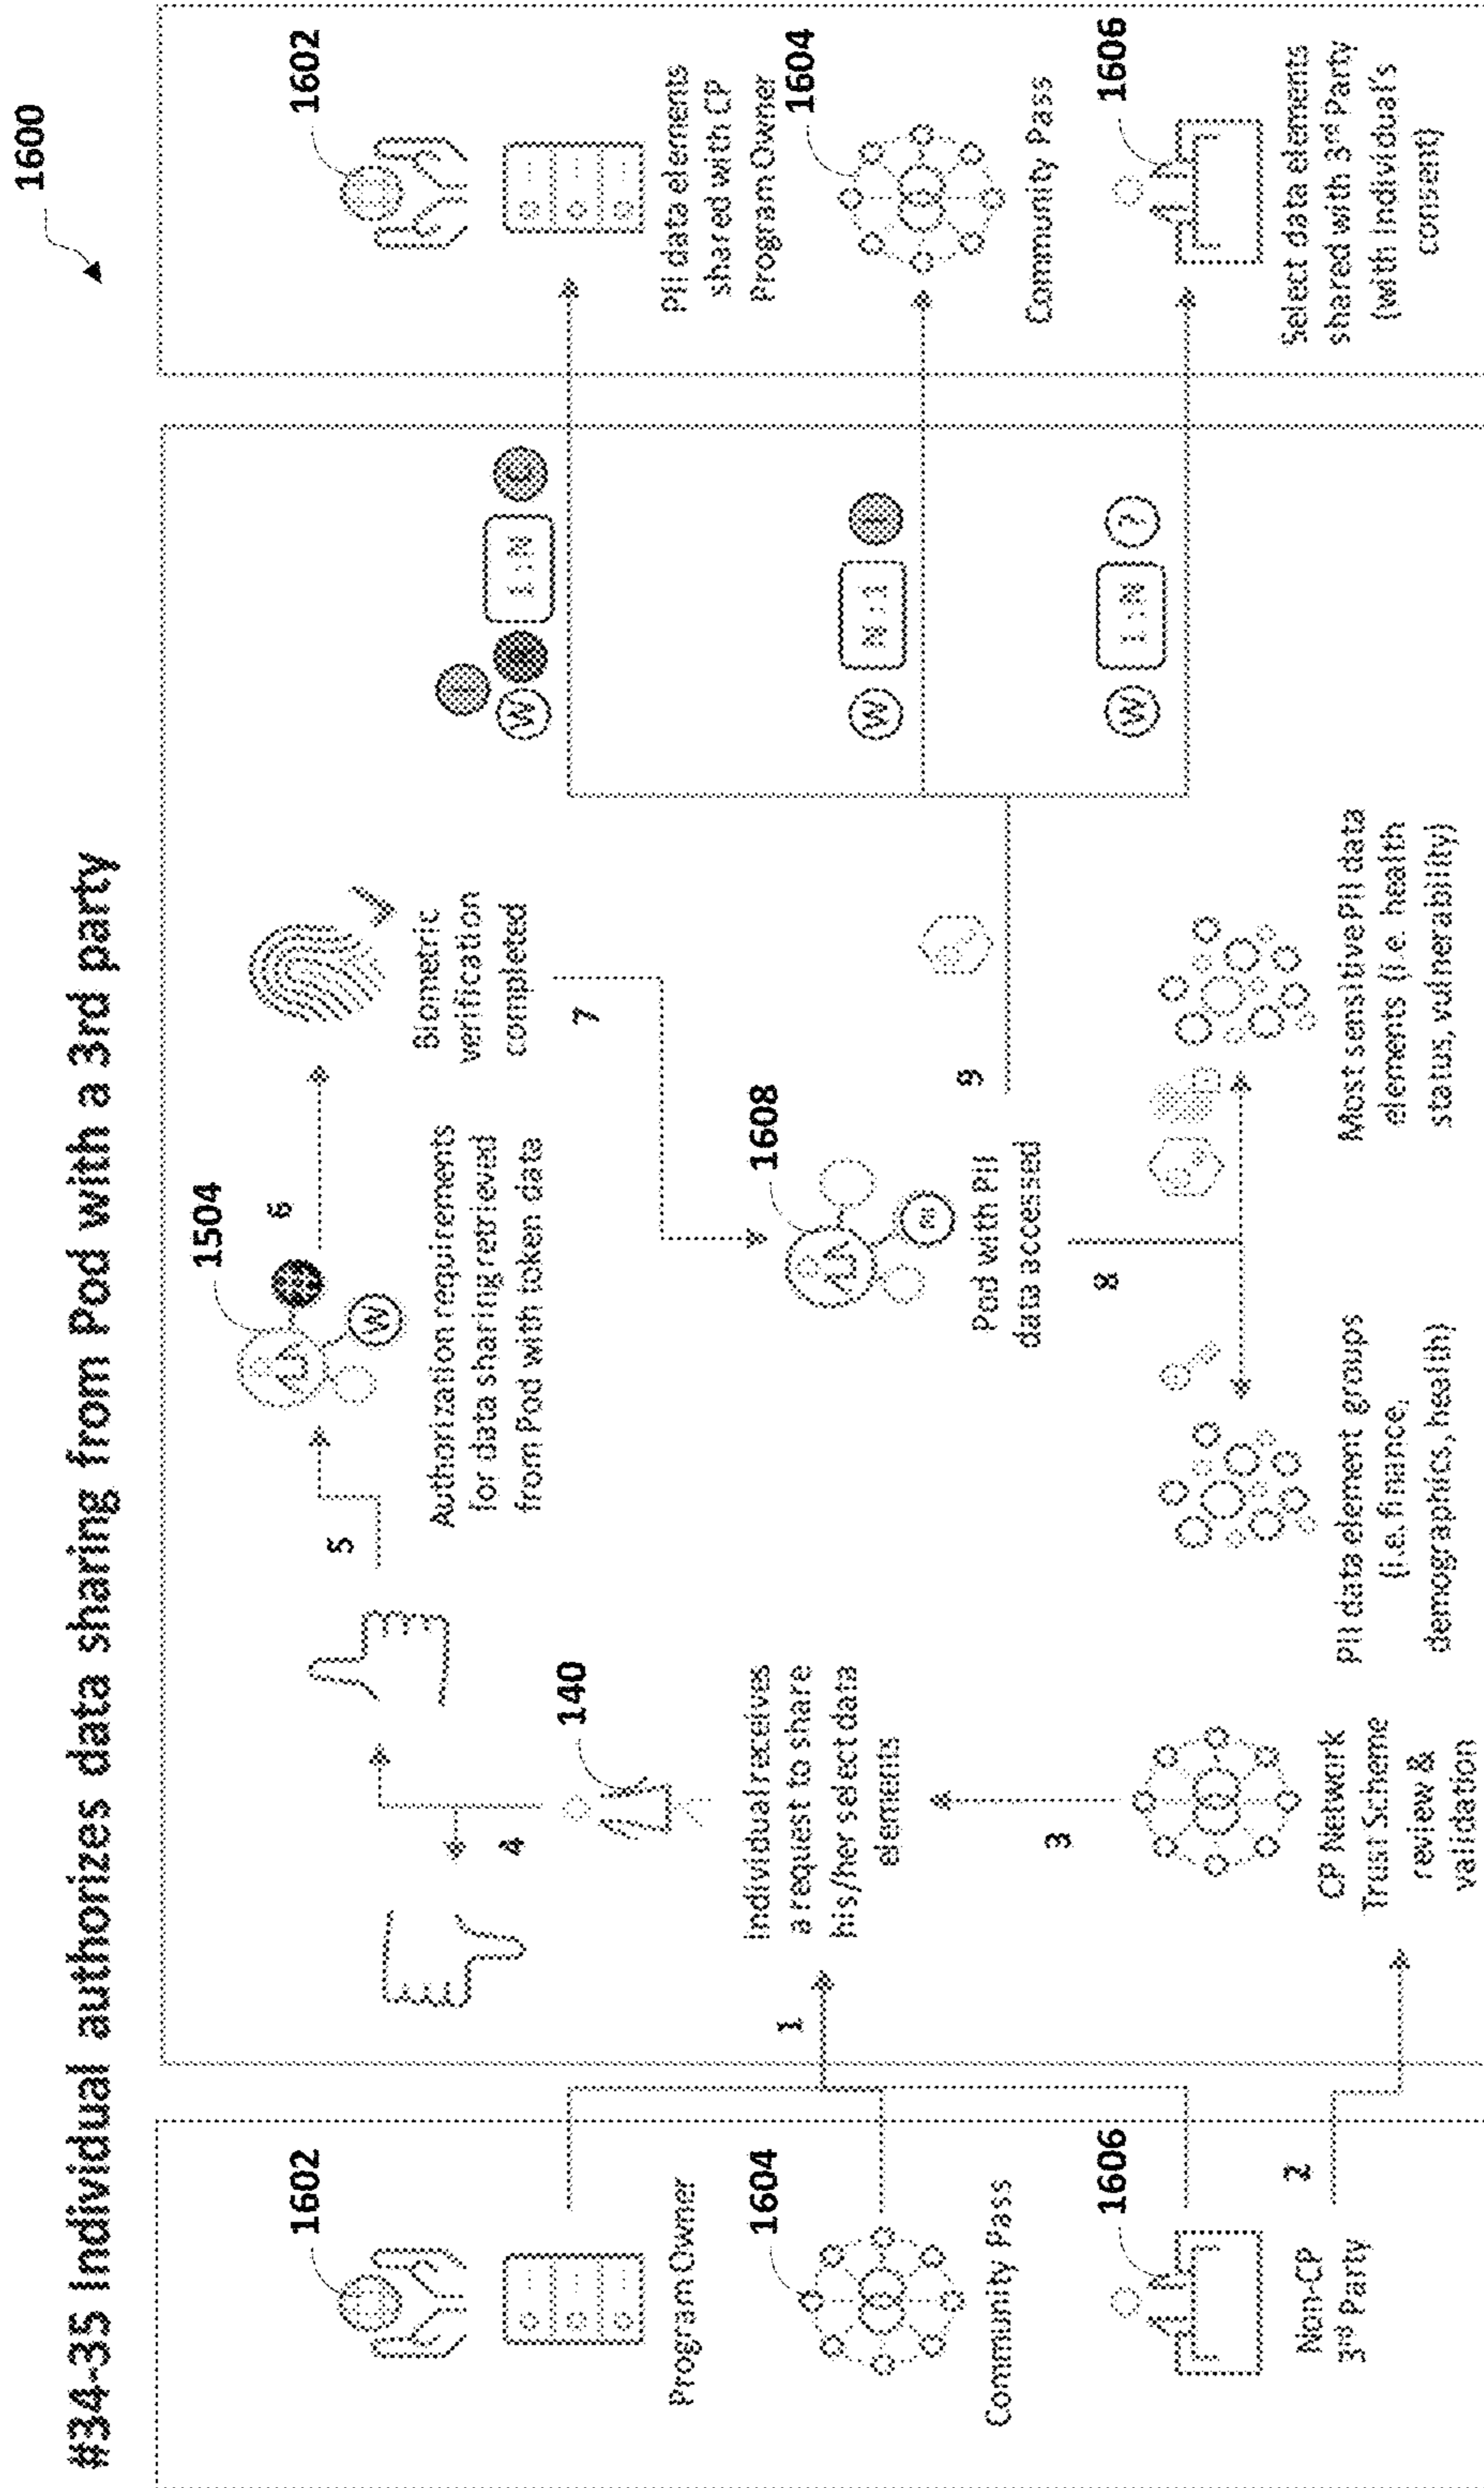 1600
#34-35 Individual authorizes data sharing from Pod with a 3rd party
1602
Program Owner
1604
Community Pass
1606
Non-CP
3rd Party
1
2
3
4
140
Individual receives
a request to share
his/her select data
elements
CP Network
Trust Scheme
review &
validation
5
1504
W
Authorization requirements
for data sharing retrieved
from Pod with token data
6
Biometric
verification
completed
7
1608
Pod with PII
data accessed
8
PII data element groups
(i.e. finance,
demographics, health)
Most sensitive PII data
elements (i.e. health
status, vulnerability)
9
W
1 : N
W
N : 1
W
1 : N
?
1602
PII data elements
shared with CP
Program Owner
1604
Community Pass
1606
Select data elements
shared with 3rd Party
(with Individual's
consent)